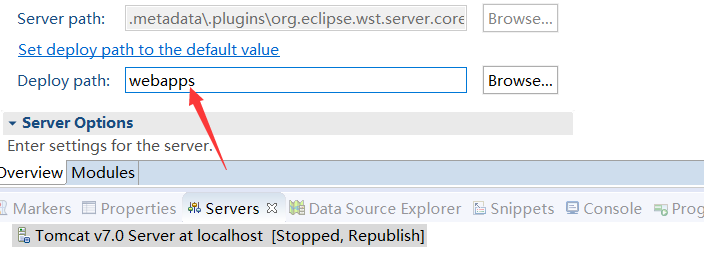 Server path: .metadata\.plugins\org.eclipse.wst.server.core Browse...
Set deploy path to the default value
Deploy path: webapps Browse...
Server Options
Enter settings for the server.
Overview Modules
Markers Properties Servers Data Source Explorer Snippets Console Prog
Tomcat v7.0 Server at localhost [Stopped, Republish]